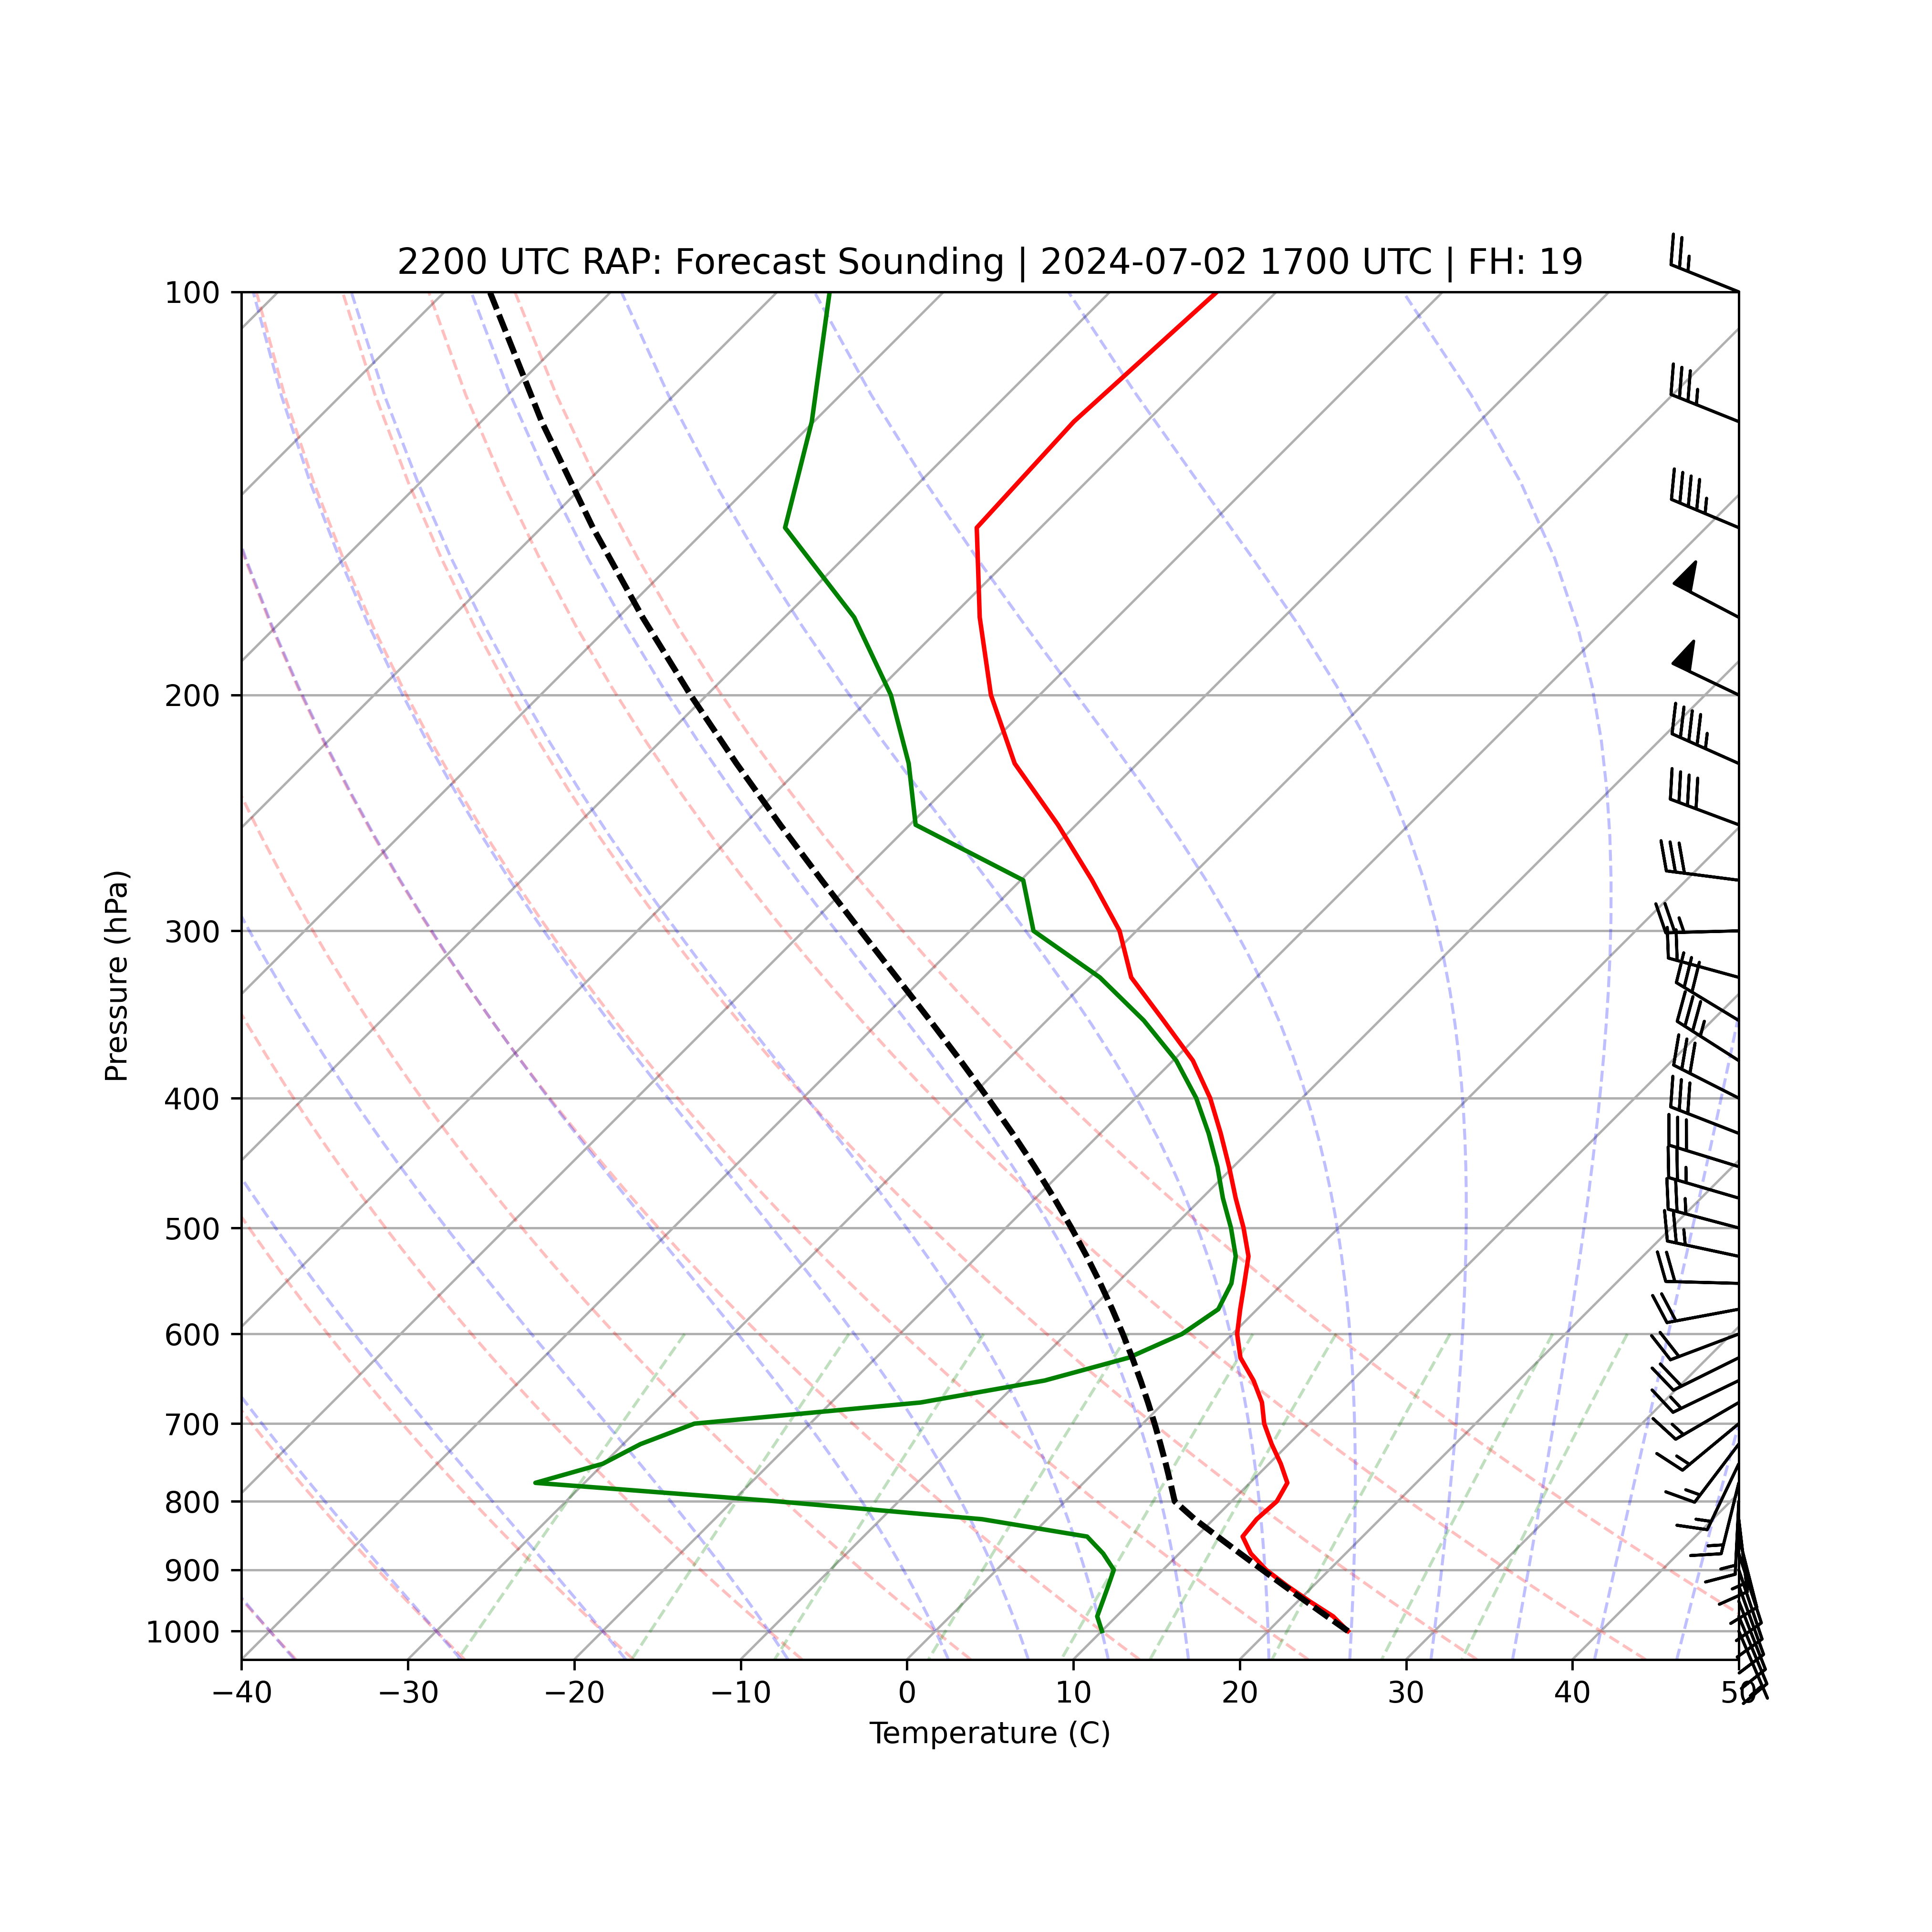 2200 UTC RAP: Forecast Sounding | 2024-07-02 1700 UTC | FH: 19
100
200
300
400
500
600
700
800
900
1000
Pressure (hPa)
−40 −30 −20 −10 0 10 20 30 40 50
Temperature (C)